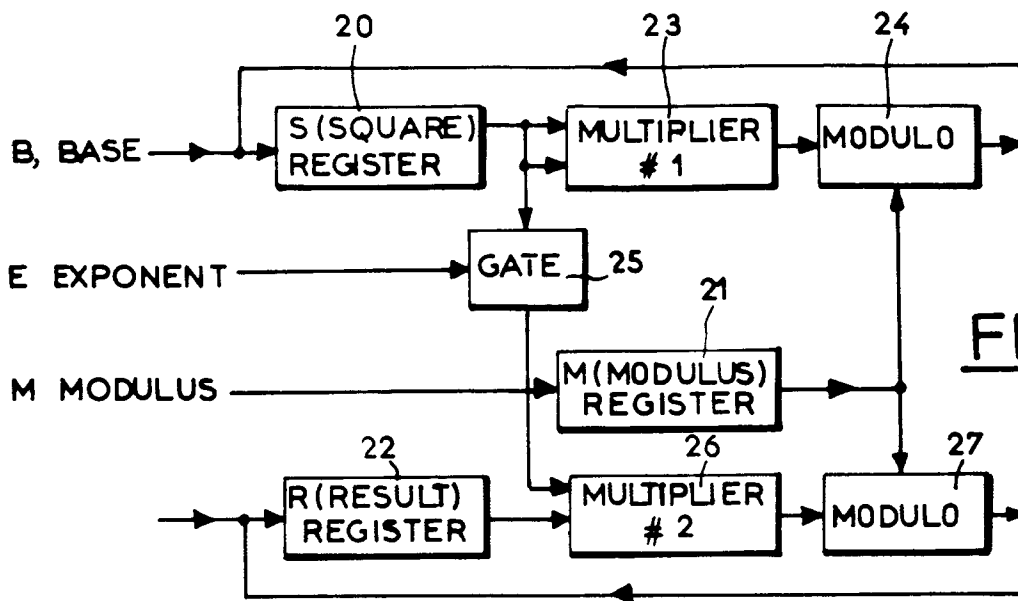 20
23
24
B, BASE
S (SQUARE)
REGISTER
MULTIPLIER
# 1
MODULO
E EXPONENT
GATE
25
21
M MODULUS
M (MODULUS)
REGISTER
22
26
27
R (RESULT)
REGISTER
MULTIPLIER
# 2
MODULO